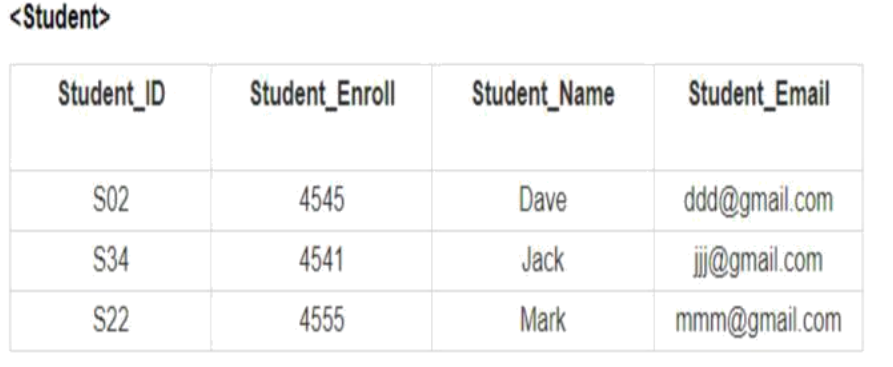 <Student>
Student_ID Student_Enroll Student_Name Student_Email
S02 4545 Dave ddd@gmail.com
S34 4541 Jack jjj@gmail.com
S22 4555 Mark mmm@gmail.com